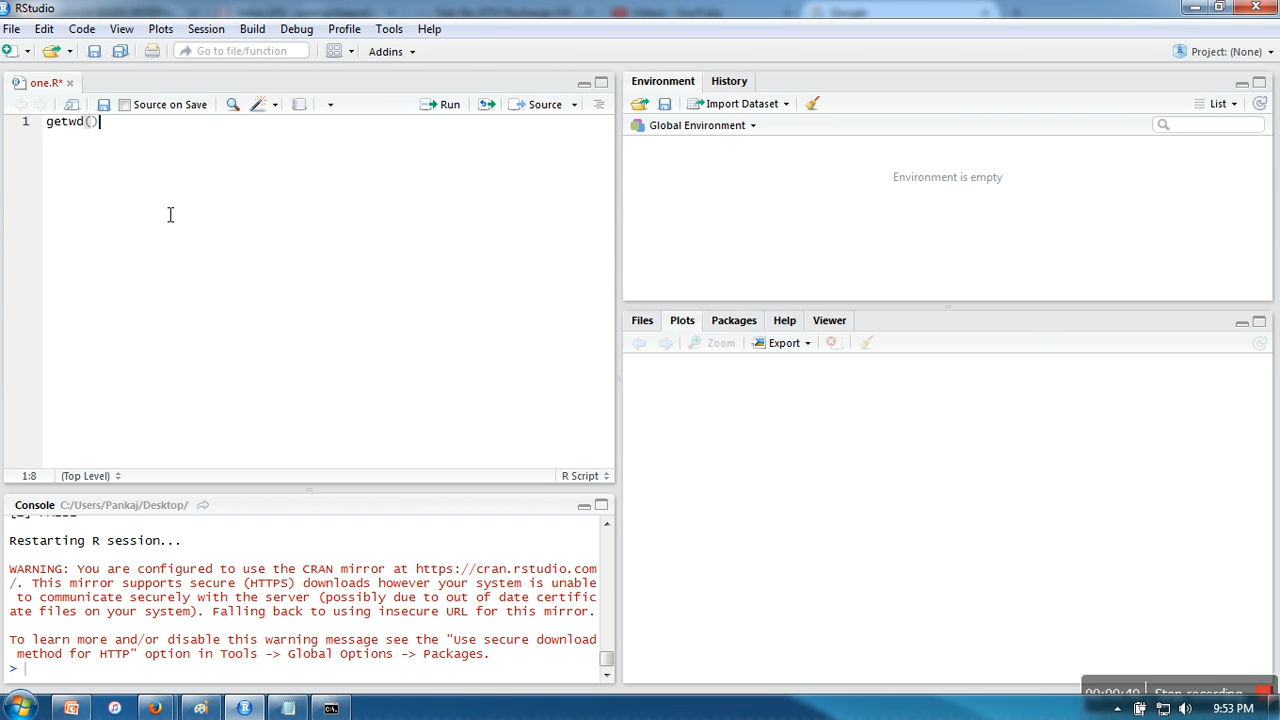 RStudio
File Edit Code View Plots Session Build Debug Profile Tools Help
Go to file/function Addins Project: (None)
one.R*
Source on Save Run Source
1 getwd()
1:8 (Top Level) R Script
Console C:/Users/Pankaj/Desktop/
Restarting R session...
WARNING: You are configured to use the CRAN mirror at https://cran.rstudio.com
/. This mirror supports secure (HTTPS) downloads however your system is unable
to communicate securely with the server (possibly due to out of date certific
ate files on your system). Falling back to using insecure URL for this mirror.
To learn more and/or disable this warning message see the "Use secure download
method for HTTP" option in Tools -> Global Options -> Packages.
>
Environment History
Import Dataset List
Global Environment
Environment is empty
Files Plots Packages Help Viewer
Zoom Export
00:00:40 Stop recording
9:53 PM